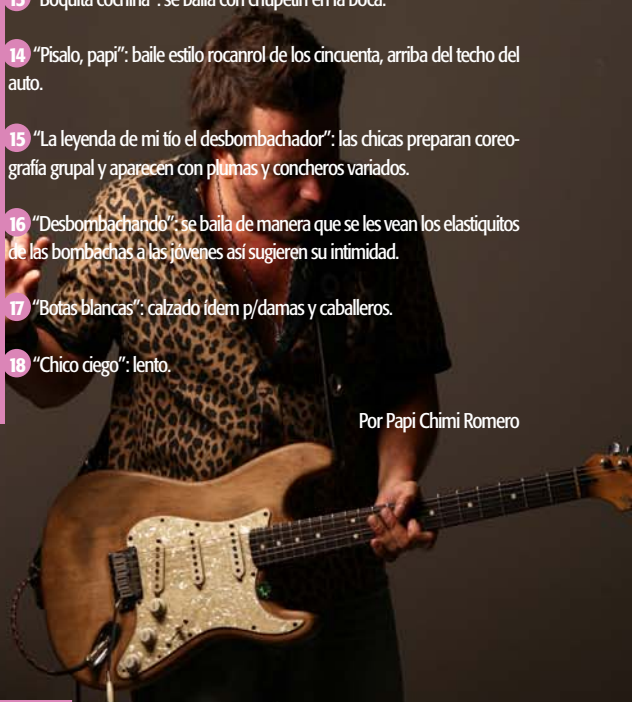 13 “Boquita cochina”: se baila con chupetín en la boca.
14 “Pisalo, papi”: baile estilo rocanrol de los cincuenta, arriba del techo del
auto.
15 “La leyenda de mi tío el desbombachador”: las chicas preparan coreo-
grafía grupal y aparecen con plumas y concheros variados.
16 “Desbombachando”: se baila de manera que se les vean los elastiquitos
de las bombachas a las jóvenes así sugieren su intimidad.
17 “Botas blancas”: calzado ídem p/damas y caballeros.
18 “Chico ciego”: lento.
Por Papi Chimi Romero